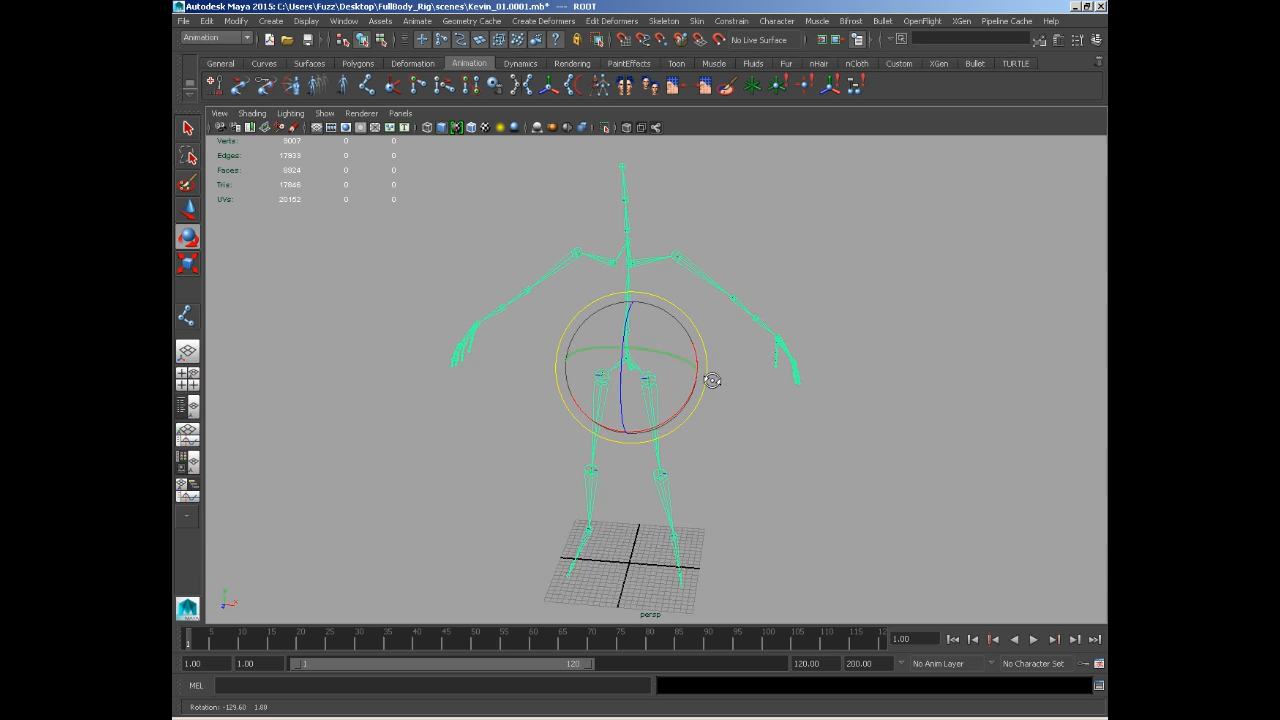 Autodesk Maya 2015: C:\Users\Fuzz\Desktop\FullBody_Rig\scenes\Kevin_01.0001.mb* --- ROOT
File Edit Modify Create Display Window Assets Animate Geometry Cache Create Deformers Edit Deformers Skeleton Skin Constrain Character Muscle Bifrost Bullet OpenFlight XGen Pipeline Cache Help
Animation No Live Surface
General Curves Surfaces Polygons Deformation Animation Dynamics Rendering PaintEffects Toon Muscle Fluids Fur nHair nCloth Custom XGen Bullet TURTLE
View Shading Lighting Show Renderer Panels
Verts: 9007 0 0
Edges: 17933 0 0
Faces: 8924 0 0
Tris: 17846 0 0
UVs: 20152 0 0
persp
5 10 15 20 25 30 35 40 45 50 55 60 65 70 75 80 85 90 95 100 105 110 115 12
1 1.00
1.00 1.00 1 120 120.00 200.00 No Anim Layer No Character Set
MEL
Rotation: -129.60 1.80